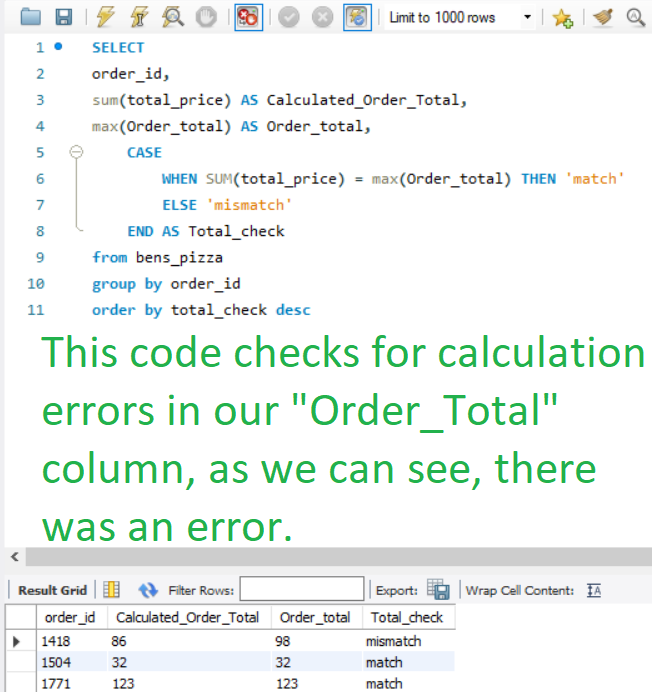 Limit to 1000 rows
1 SELECT
2 order_id,
3 sum(total_price) AS Calculated_Order_Total,
4 max(Order_total) AS Order_total,
5 CASE
6 WHEN SUM(total_price) = max(Order_total) THEN 'match'
7 ELSE 'mismatch'
8 END AS Total_check
9 from bens_pizza
10 group by order_id
11 order by total_check desc
This code checks for calculation
errors in our "Order_Total"
column, as we can see, there
was an error.
Result Grid Filter Rows: Export: Wrap Cell Content:
order_id Calculated_Order_Total Order_total Total_check
1418 86 98 mismatch
1504 32 32 match
1771 123 123 match